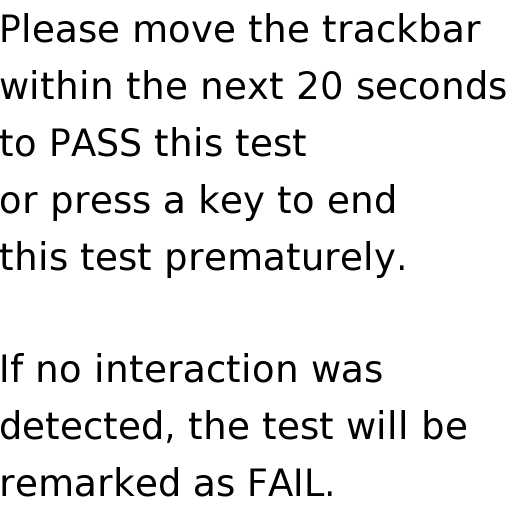 Please move the trackbar
within the next 20 seconds
to PASS this test
or press a key to end
this test prematurely.
If no interaction was
detected, the test will be
remarked as FAIL.